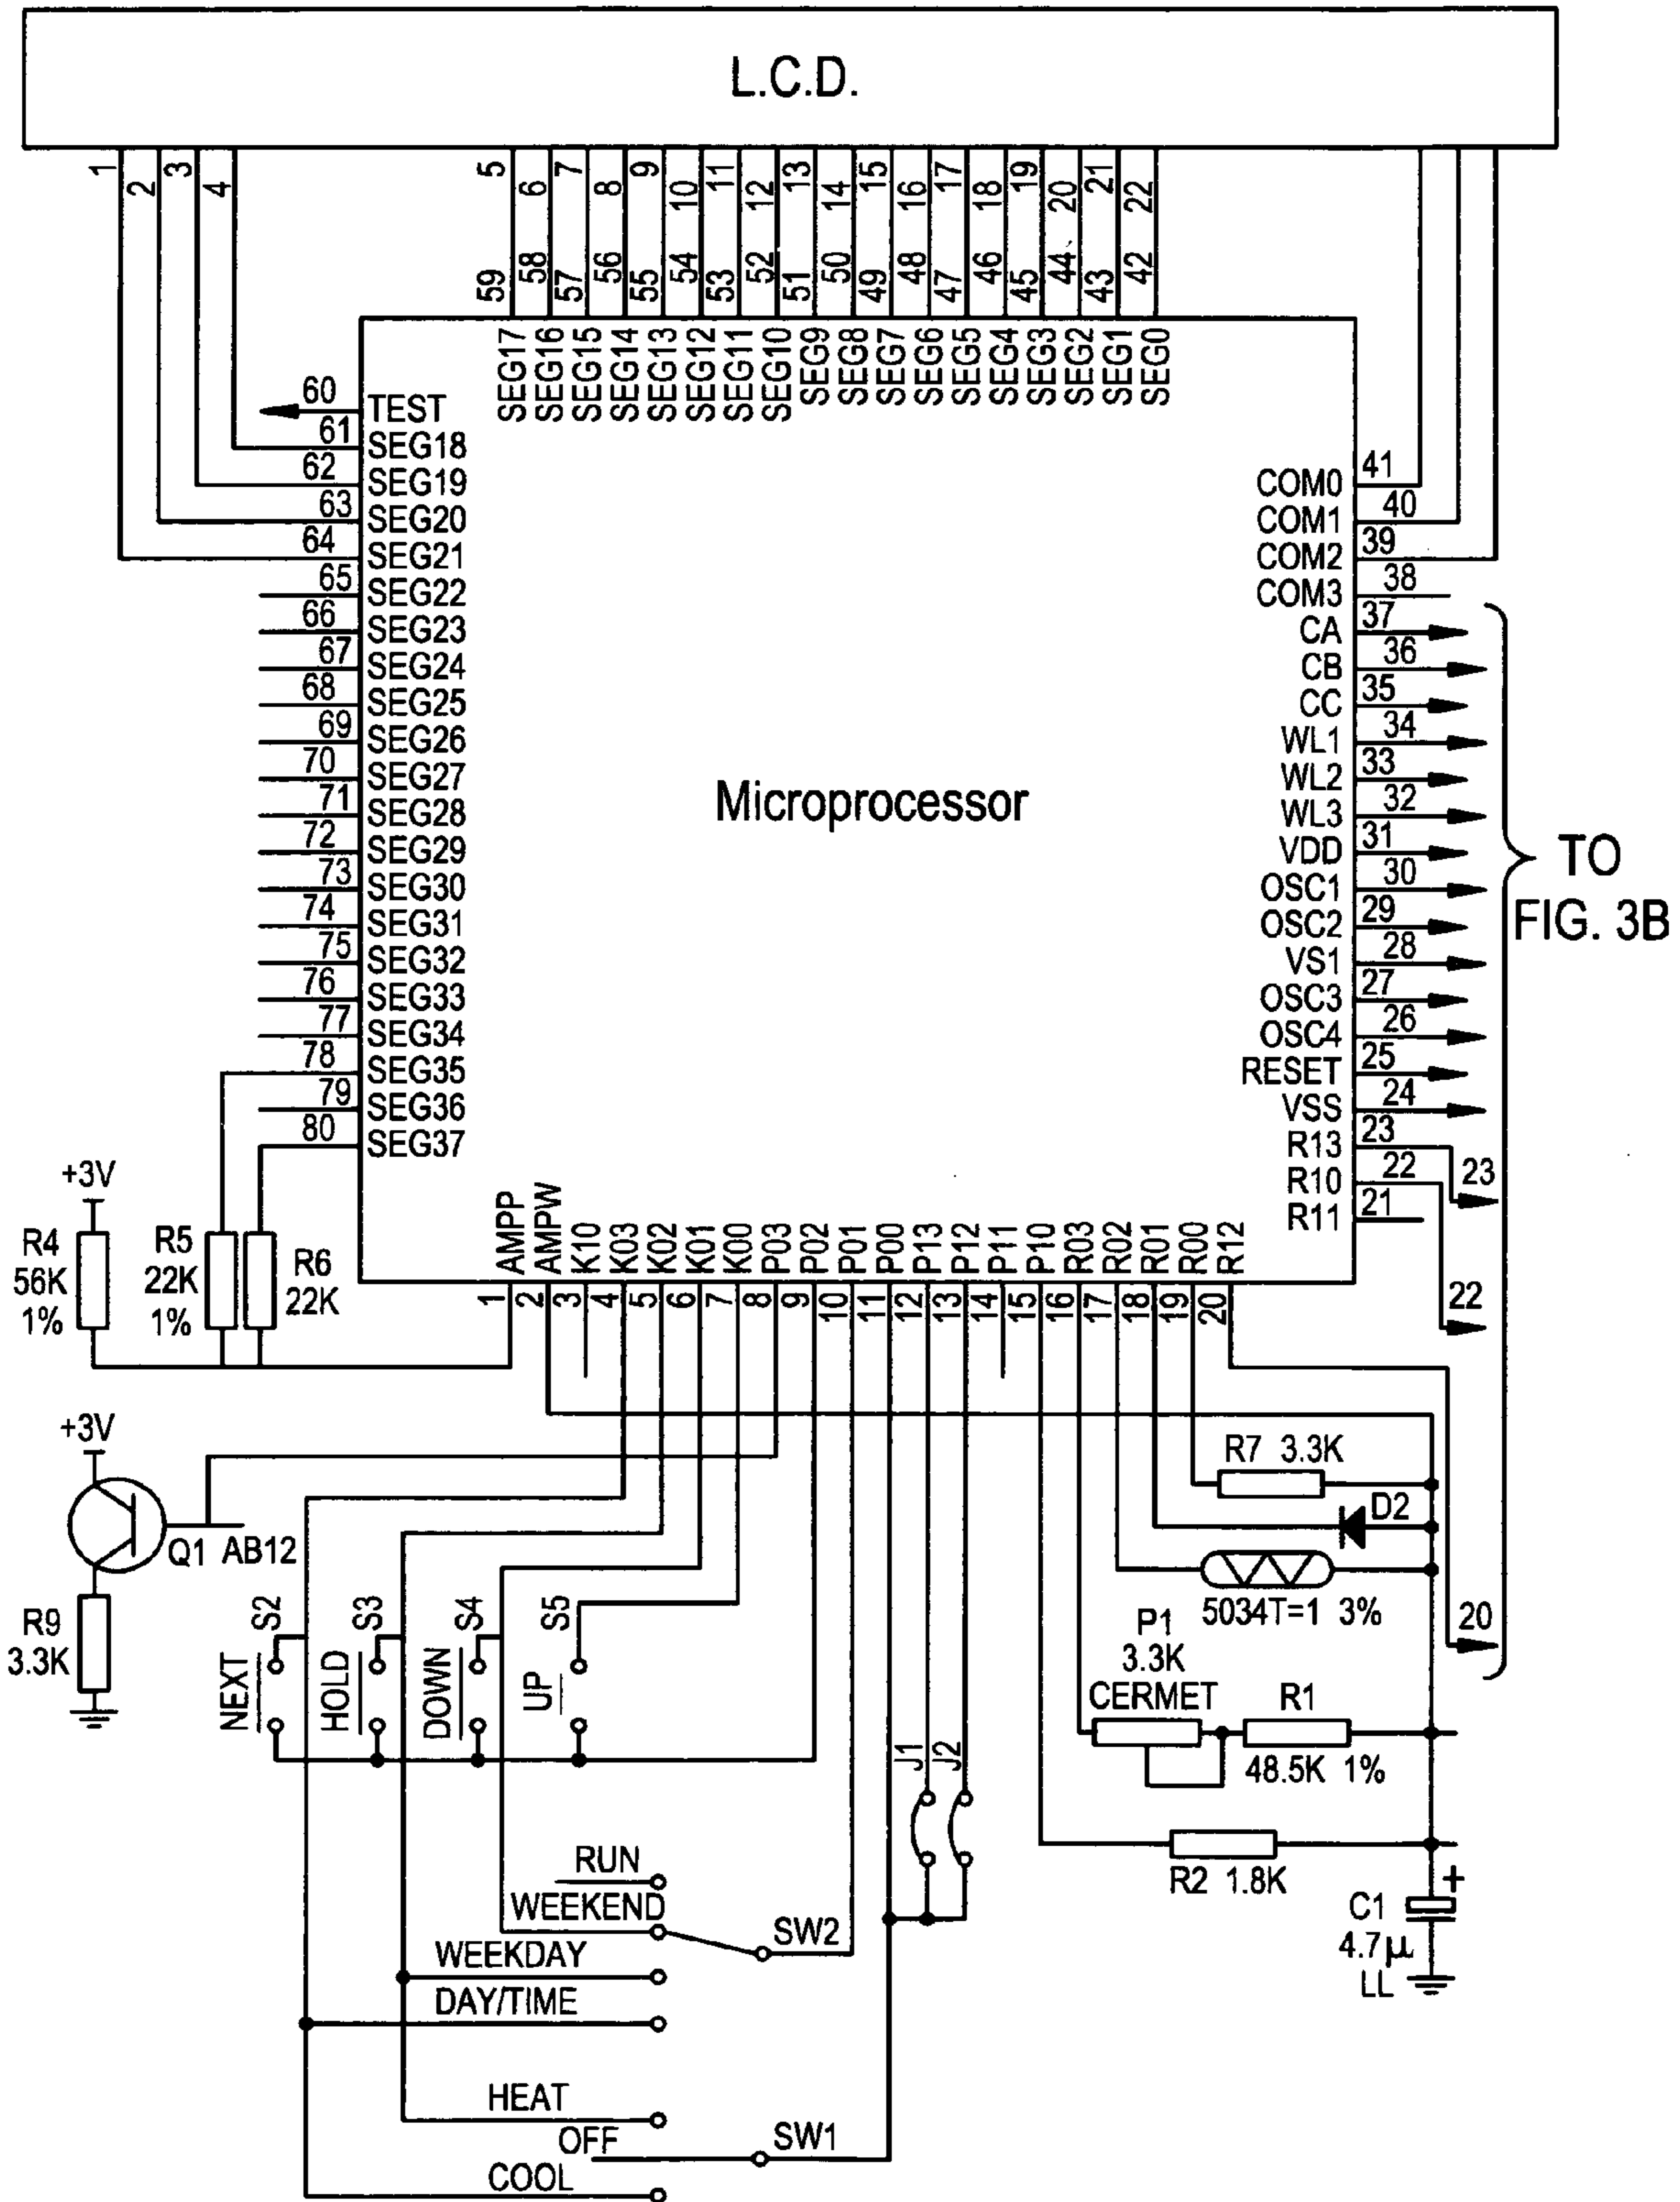 L.C.D.
1 2 3 4 5 6 7 8 9 10 11 12 13 14 15 16 17 18 19 20 21 22
59 58 57 56 55 54 53 52 51 50 49 48 47 46 45 44 43 42
SEG17 SEG16 SEG15 SEG14 SEG13 SEG12 SEG11 SEG10 SEG9 SEG8 SEG7 SEG6 SEG5 SEG4 SEG3 SEG2 SEG1 SEG0
60 TEST
61 SEG18
62 SEG19
63 SEG20
64 SEG21
65 SEG22
66 SEG23
67 SEG24
68 SEG25
69 SEG26
70 SEG27
71 SEG28
72 SEG29
73 SEG30
74 SEG31
75 SEG32
76 SEG33
77 SEG34
78 SEG35
79 SEG36
80 SEG37
Microprocessor
COM0 41
COM1 40
COM2 39
COM3 38
CA 37
CB 36
CC 35
WL1 34
WL2 33
WL3 32
VDD 31
OSC1 30
OSC2 29
VS1 28
OSC3 27
OSC4 26
RESET 25
VSS 24
R13 23
R10 22
R11 21
23
22
20
TO
FIG. 3B
AMPP AMPW K10 K03 K02 K01 K00 P03 P02 P01 P00 P13 P12 P11 P10 R03 R02 R01 R00 R12
1 2 3 4 5 6 7 8 9 10 11 12 13 14 15 16 17 18 19 20
+3V
R4
56K
1%
R5
22K
1%
R6
22K
+3V
Q1 AB12
R9
3.3K
S2 S3 S4 S5
NEXT HOLD DOWN UP
R7 3.3K
D2
5034T=1 3%
P1
3.3K
CERMET
R1
48.5K 1%
J1 J2
R2 1.8K
+
C1
4.7μ
LL
RUN
WEEKEND
SW2
WEEKDAY
DAY/TIME
HEAT
OFF
SW1
COOL